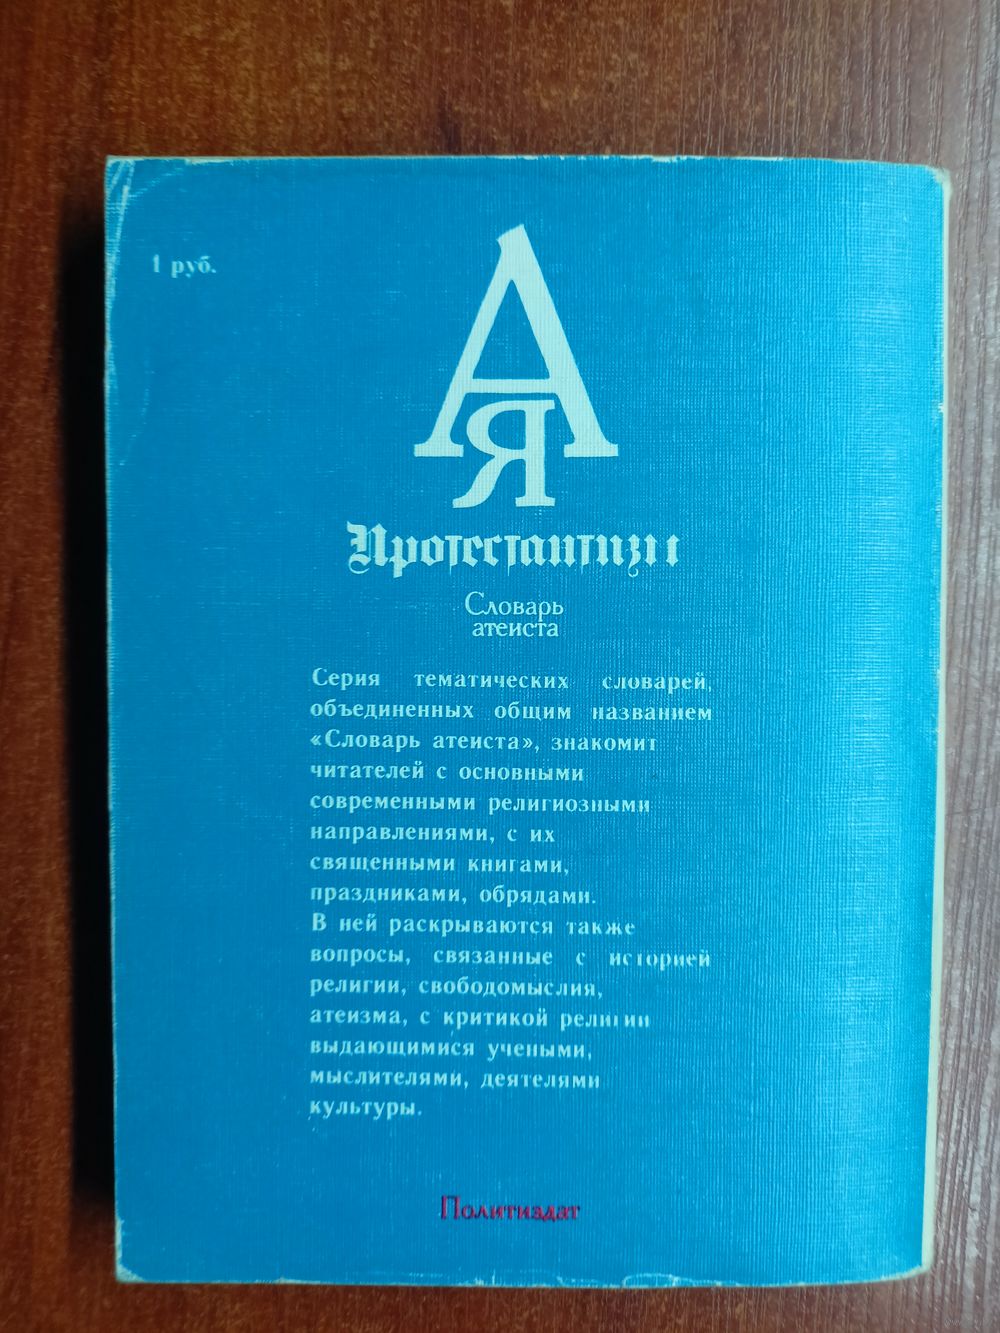 1 руб.
А
Я
Протестантизм
Словарь
атеиста
Серия тематических словарей,
объединенных общим названием
«Словарь атеиста», знакомит
читателей с основными
современными религиозными
направлениями, с их
священными книгами,
праздниками, обрядами.
В ней раскрываются также
вопросы, связанные с историей
религии, свободомыслия,
атеизма, с критикой религии
выдающимися учеными,
мыслителями, деятелями
культуры.
Политиздат